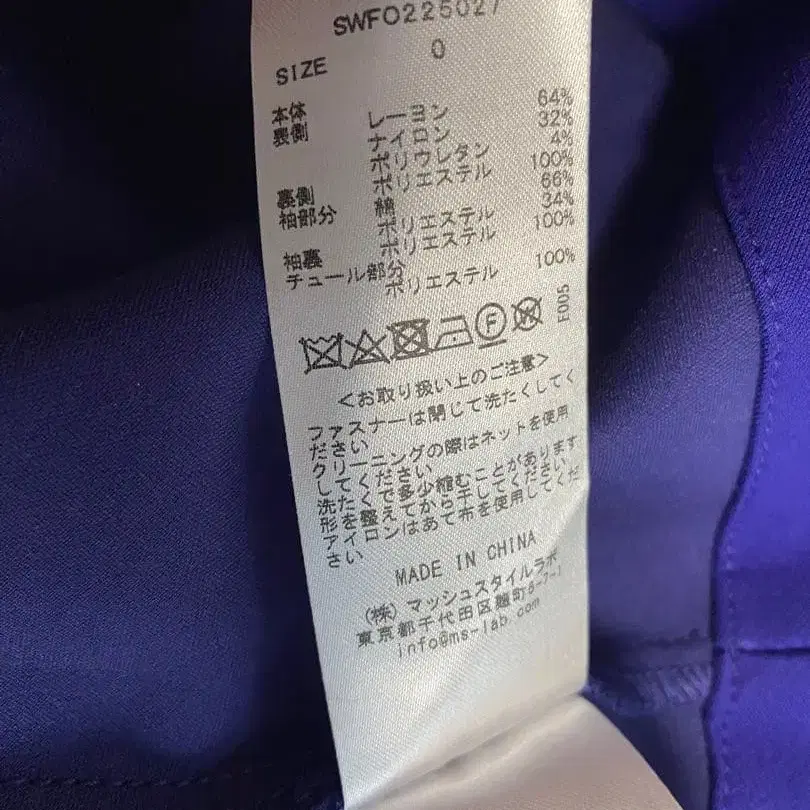 SWFO225027
SIZE 0
本体
表側 レーヨン 64%
ナイロン 32%
ポリウレタン 4%
裏側 ポリエステル 100%
袖部分 綿 66%
ポリエステル 34%
袖裏 ポリエステル 100%
チュール部分
ポリエステル 100%
F005
<お取り扱い上のご注意>
ファスナーは閉じて洗たくしてく
ださい
クリーニングの際はネットを使用
してください
洗たくで多少縮むことがあります
形を整えてから干してください
アイロンはあて布を使用してくだ
さい
MADE IN CHINA
(株)マッシュスタイルラボ
東京都千代田区麹町5-7-1
info@ms-lab.com